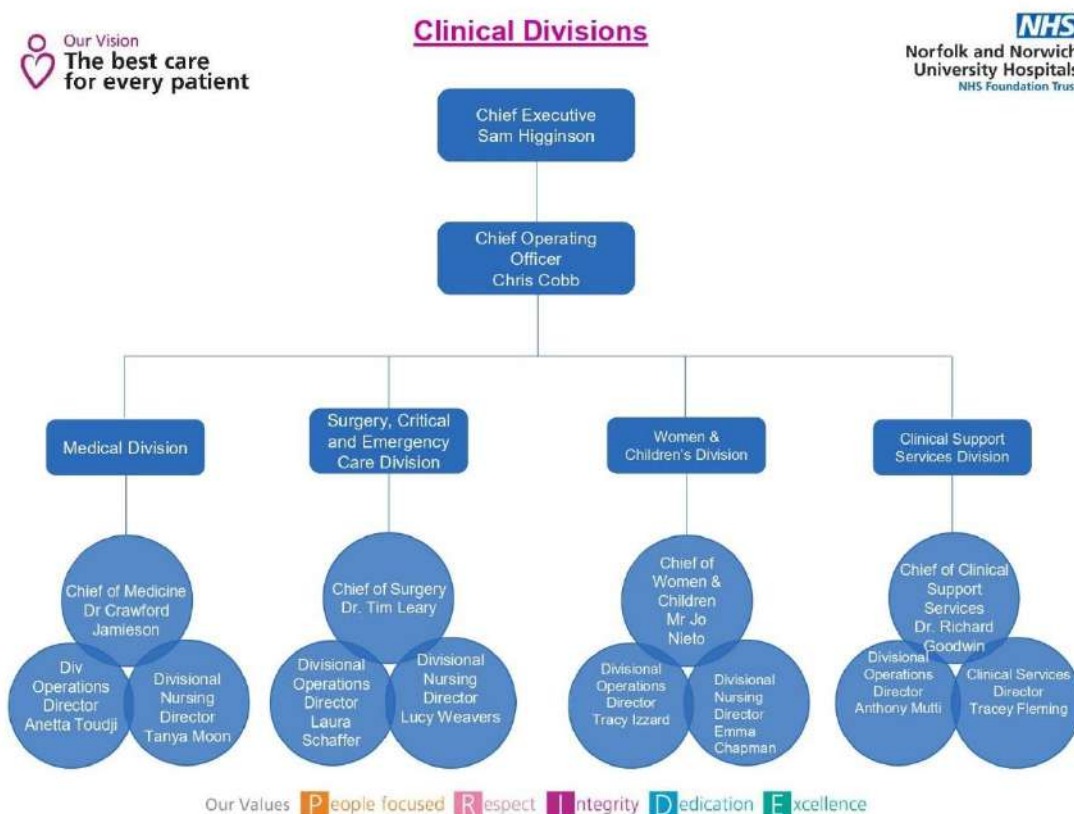 Our Vision
The best care
for every patient
Clinical Divisions
NHS
Norfolk and Norwich
University Hospitals
NHS Foundation Trus
Chief Executive
Sam Higginson
Chief Operating
Officer
Chris Cobb
Medical Division
Surgery, Critical
and Emergency
Care Division
Women &
Children's Division
Clinical Support
Services Division
Chief of Medicine
Dr Crawford
Jamieson
Div
Operations
Director
Anetta Toudji
Divisional
Nursing
Director
Tanya Moon
Chief of Surgery
Dr. Tim Leary
Divisional
Operations
Director
Laura
Schaffer
Divisional
Nursing
Director
Lucy Weavers
Chief of
Women &
Children
Mr Jo
Nieto
Divisional
Operations
Director
Tracy Izzard
Divisional
Nursing
Director
Emma
Chapman
Chief of Clinical
Support
Services
Dr. Richard
Goodwin
Divisional
Operations
Director
Anthony Mutti
Clinical Services
Director
Tracey Fleming
Our Values People focused Respect Integrity Dedication Excellence